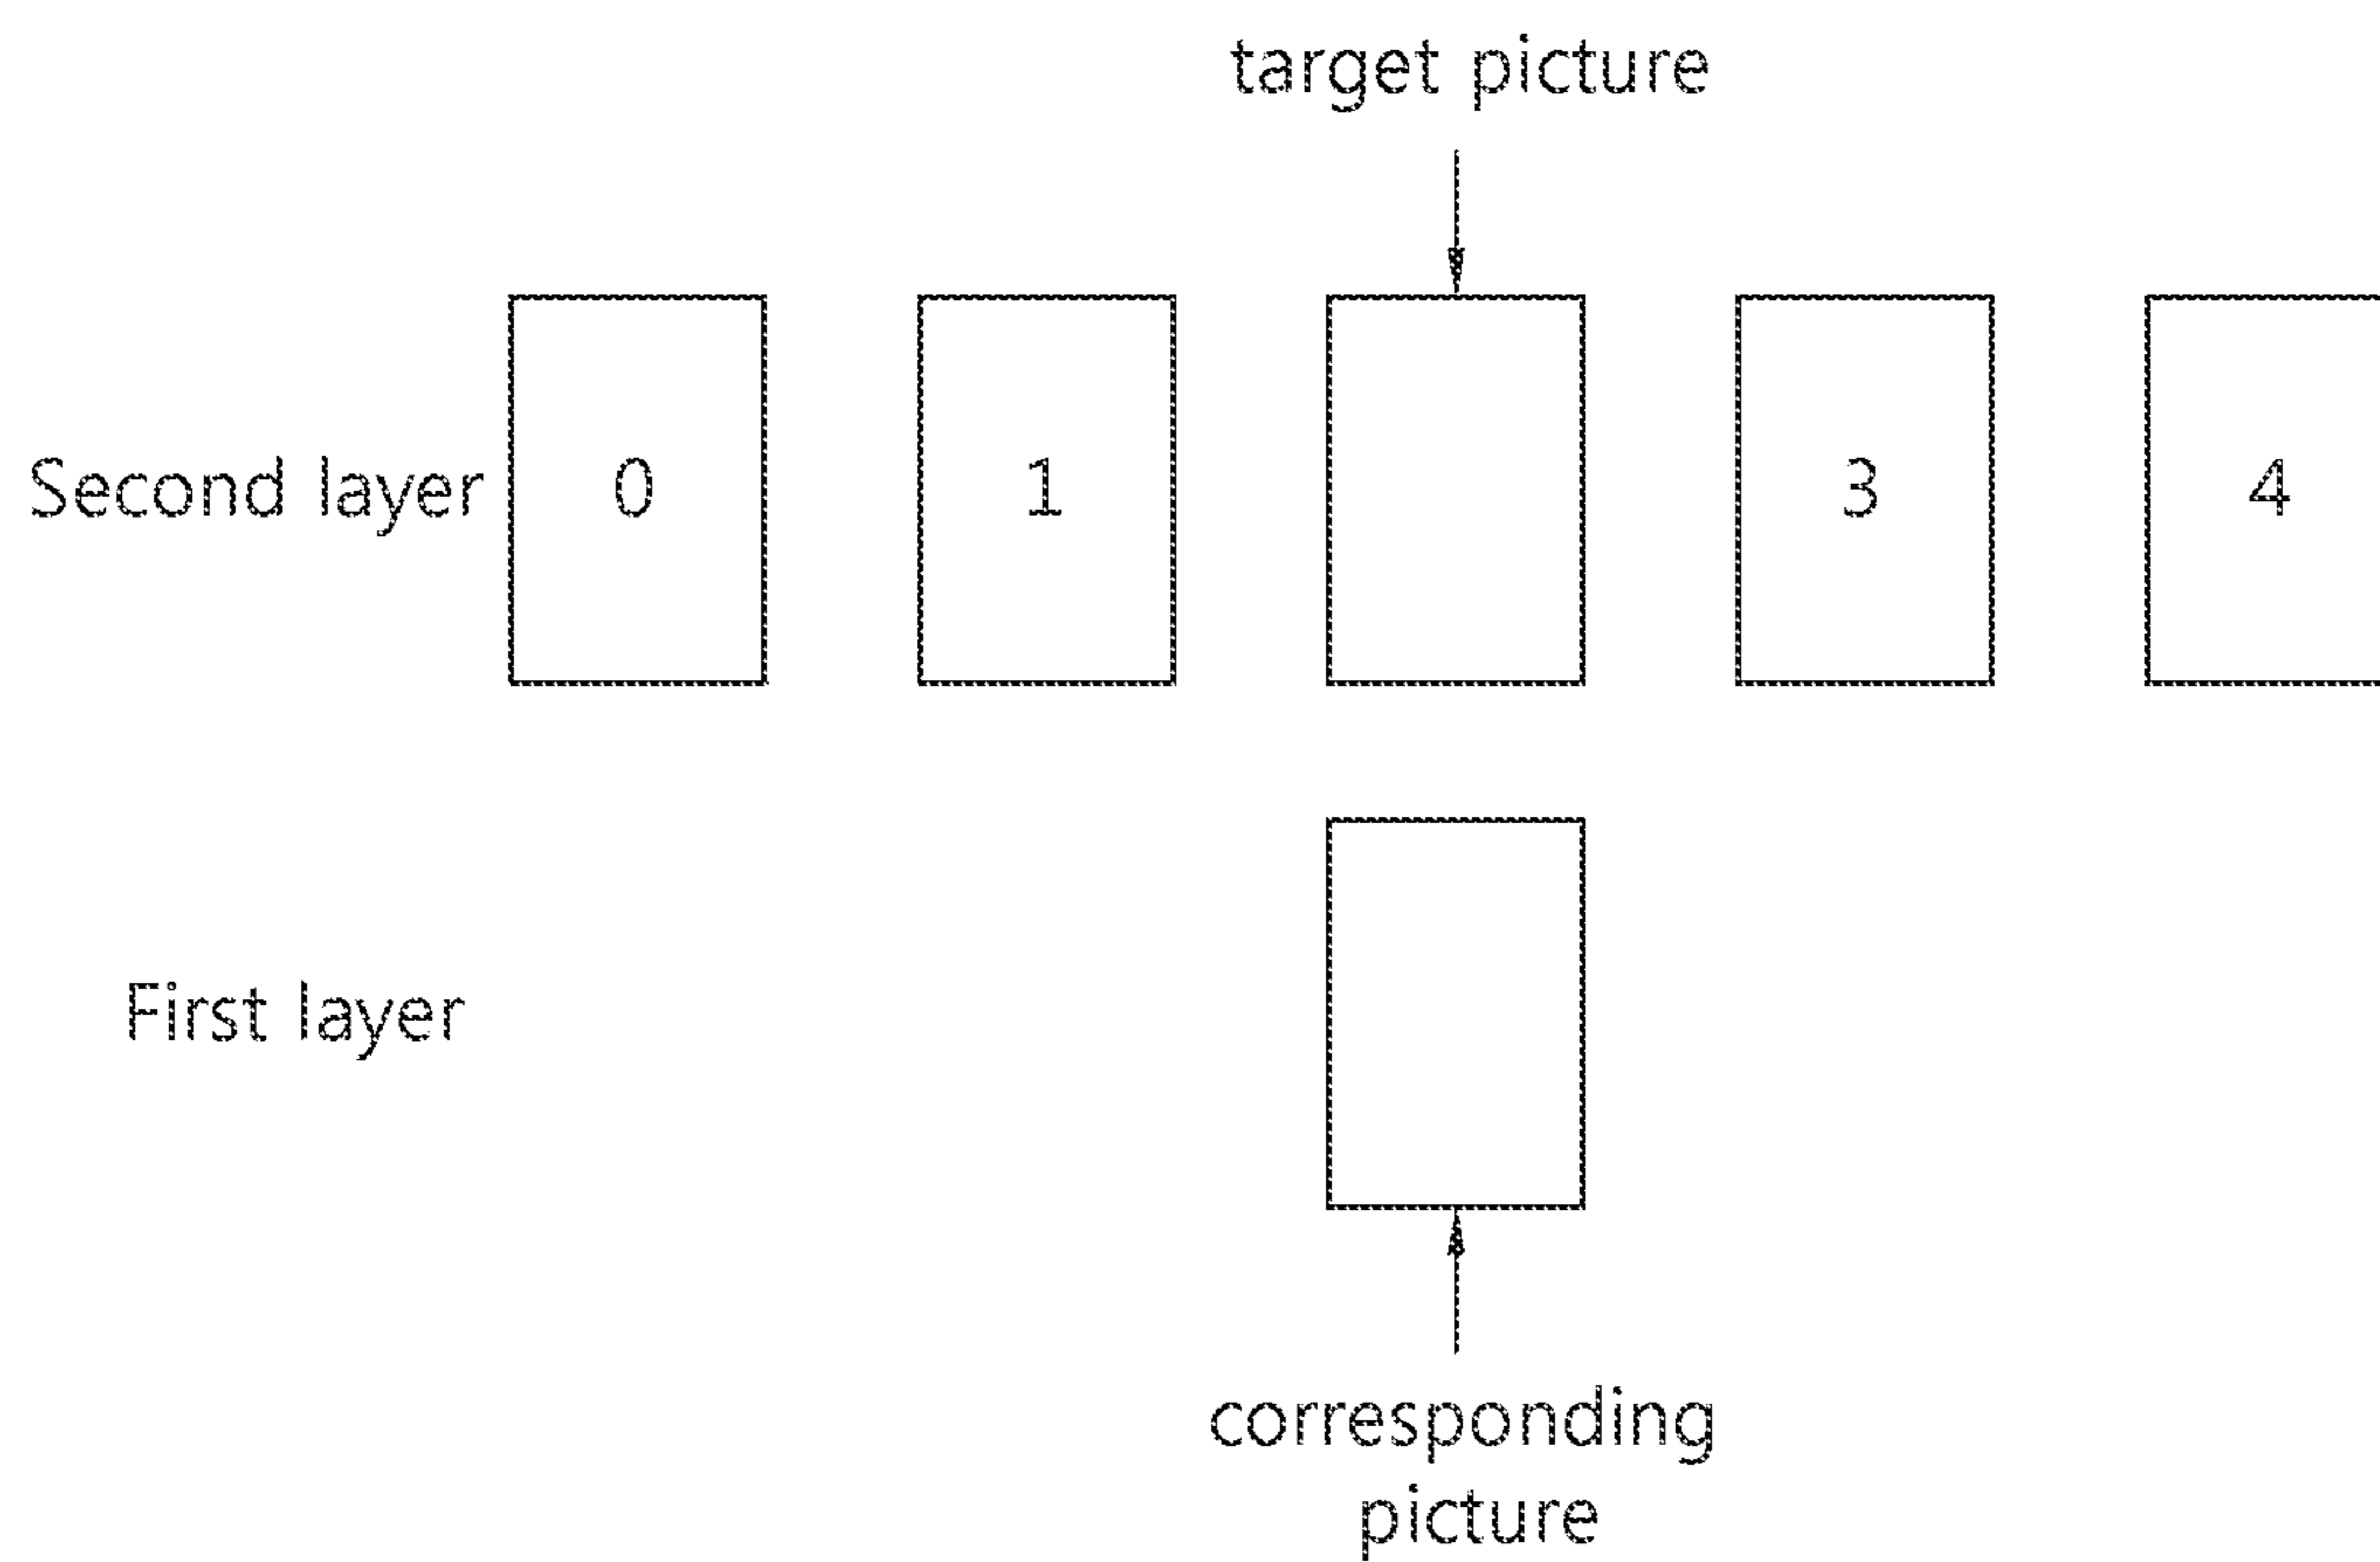 target picture
Second layer 0 1 3 4
First layer
corresponding
picture